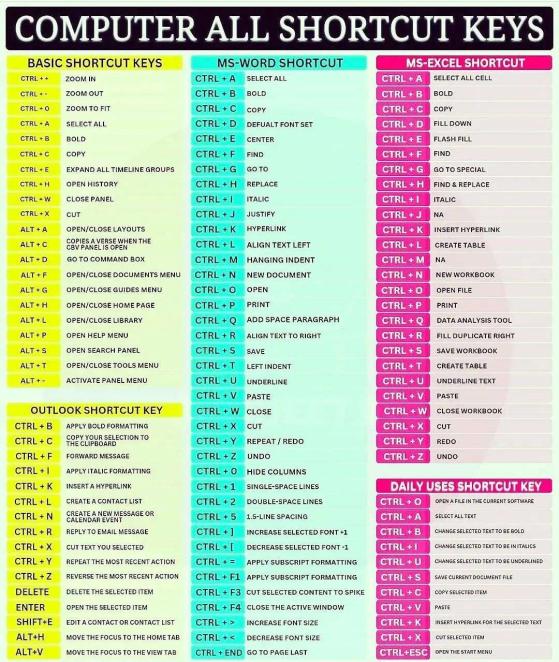 COMPUTER ALL SHORTCUT KEYS
BASIC SHORTCUT KEYS
CTRL + + ZOOM IN
CTRL + - ZOOM OUT
CTRL + 0 ZOOM TO FIT
CTRL + A SELECT ALL
CTRL + B BOLD
CTRL + C COPY
CTRL + E EXPAND ALL TIMELINE GROUPS
CTRL + H OPEN HISTORY
CTRL + W CLOSE PANEL
CTRL + X CUT
ALT + A OPEN/CLOSE LAYOUTS
ALT + C COPIES A VERSE WHEN THE
CBV PANEL IS OPEN
ALT + D GO TO COMMAND BOX
ALT + F OPEN/CLOSE DOCUMENTS MENU
ALT + G OPEN/CLOSE GUIDES MENU
ALT + H OPEN/CLOSE HOME PAGE
ALT + L OPEN/CLOSE LIBRARY
ALT + P OPEN HELP MENU
ALT + S OPEN SEARCH PANEL
ALT + T OPEN/CLOSE TOOLS MENU
ALT + - ACTIVATE PANEL MENU
OUTLOOK SHORTCUT KEY
CTRL + B APPLY BOLD FORMATTING
CTRL + C COPY YOUR SELECTION TO
THE CLIPBOARD
CTRL + F FORWARD MESSAGE
CTRL + I APPLY ITALIC FORMATTING
CTRL + K INSERT A HYPERLINK
CTRL + L CREATE A CONTACT LIST
CTRL + N CREATE A NEW MESSAGE OR
CALENDAR EVENT
CTRL + R REPLY TO EMAIL MESSAGE
CTRL + X CUT TEXT YOU SELECTED
CTRL + Y REPEAT THE MOST RECENT ACTION
CTRL + Z REVERSE THE MOST RECENT ACTION
DELETE DELETE THE SELECTED ITEM
ENTER OPEN THE SELECTED ITEM
SHIFT+E EDIT A CONTACT OR CONTACT LIST
ALT+H MOVE THE FOCUS TO THE HOME TAB
ALT+V MOVE THE FOCUS TO THE VIEW TAB
MS-WORD SHORTCUT
CTRL + A SELECT ALL
CTRL + B BOLD
CTRL + C COPY
CTRL + D DEFUALT FONT SET
CTRL + E CENTER
CTRL + F FIND
CTRL + G GO TO
CTRL + H REPLACE
CTRL + I ITALIC
CTRL + J JUSTIFY
CTRL + K HYPERLINK
CTRL + L ALIGN TEXT LEFT
CTRL + M HANGING INDENT
CTRL + N NEW DOCUMENT
CTRL + O OPEN
CTRL + P PRINT
CTRL + Q ADD SPACE PARAGRAPH
CTRL + R ALIGN TEXT TO RIGHT
CTRL + S SAVE
CTRL + T LEFT INDENT
CTRL + U UNDERLINE
CTRL + V PASTE
CTRL + W CLOSE
CTRL + X CUT
CTRL + Y REPEAT / REDO
CTRL + Z UNDO
CTRL + 0 HIDE COLUMNS
CTRL + 1 SINGLE-SPACE LINES
CTRL + 2 DOUBLE-SPACE LINES
CTRL + 5 1.5-LINE SPACING
CTRL + ] INCREASE SELECTED FONT +1
CTRL + [ DECREASE SELECTED FONT -1
CTRL + = APPLY SUBSCRIPT FORMATTING
CTRL + F1 APPLY SUBSCRIPT FORMATTING
CTRL + F3 CUT SELECTED CONTENT TO SPIKE
CTRL + F4 CLOSE THE ACTIVE WINDOW
CTRL + > INCREASE FONT SIZE
CTRL + < DECREASE FONT SIZE
CTRL + END GO TO PAGE LAST
MS-EXCEL SHORTCUT
CTRL + A SELECT ALL CELL
CTRL + B BOLD
CTRL + C COPY
CTRL + D FILL DOWN
CTRL + E FLASH FILL
CTRL + F FIND
CTRL + G GO TO SPECIAL
CTRL + H FIND & REPLACE
CTRL + I ITALIC
CTRL + J NA
CTRL + K INSERT HYPERLINK
CTRL + L CREATE TABLE
CTRL + M NA
CTRL + N NEW WORKBOOK
CTRL + O OPEN FILE
CTRL + P PRINT
CTRL + Q DATA ANALYSIS TOOL
CTRL + R FILL DUPLICATE RIGHT
CTRL + S SAVE WORKBOOK
CTRL + T CREATE TABLE
CTRL + U UNDERLINE TEXT
CTRL + V PASTE
CTRL + W CLOSE WORKBOOK
CTRL + X CUT
CTRL + Y REDO
CTRL + Z UNDO
DAILY USES SHORTCUT KEY
CTRL + O OPEN A FILE IN THE CURRENT SOFTWARE
CTRL + A SELECT ALL TEXT
CTRL + B CHANGE SELECTED TEXT TO BE BOLD
CTRL + I CHANGE SELECTED TEXT TO BE IN ITALICS
CTRL + U CHANGE SELECTED TEXT TO BE UNDERLINED
CTRL + S SAVE CURRENT DOCUMENT FILE
CTRL + C COPY SELECTED ITEM
CTRL + V PASTE
CTRL + K INSERT HYPERLINK FOR THE SELECTED TEXT
CTRL + X CUT SELECTED ITEM
CTRL+ESC OPEN THE START MENU